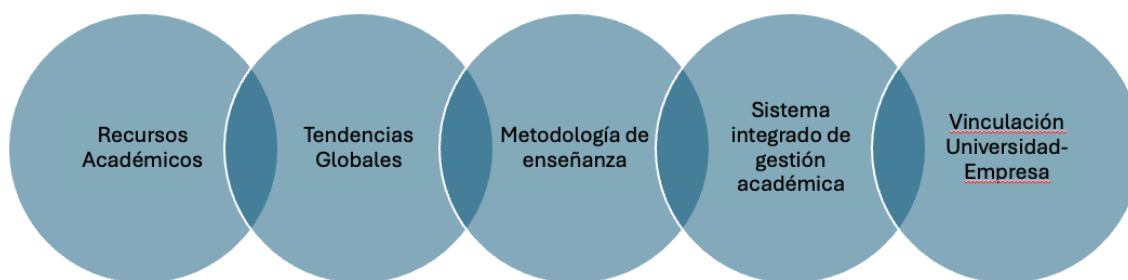 Recursos
Académicos
Tendencias
Globales
Metodología de
enseñanza
Sistema
integrado de
gestión
académica
Vinculación
Universidad-
Empresa